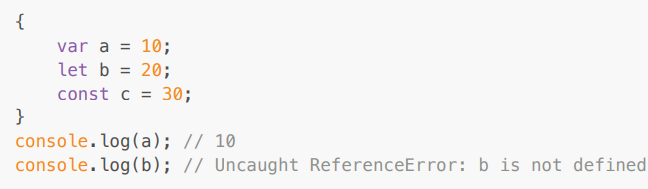 {
    var a = 10;
    let b = 20;
    const c = 30;
}
console.log(a); // 10
console.log(b); // Uncaught ReferenceError: b is not defined